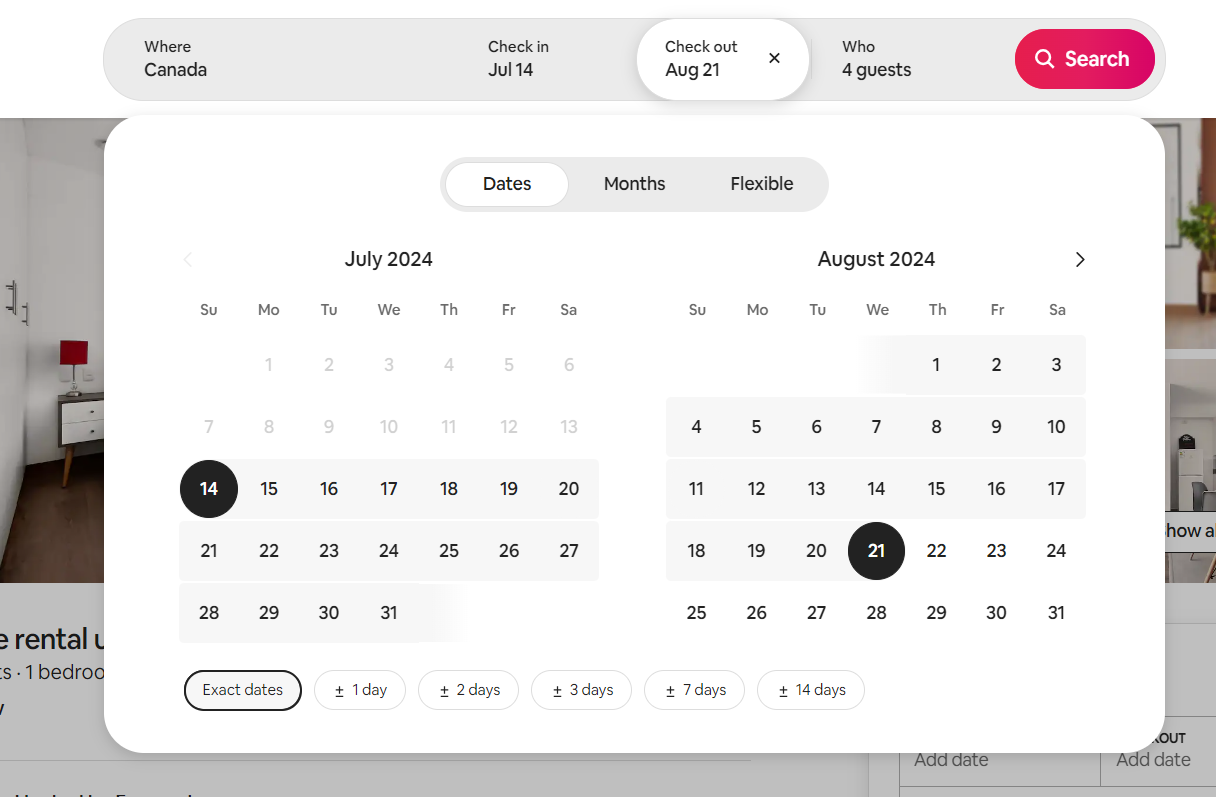 Where
Canada
Check in
Jul 14
Check out
Aug 21
Who
4 guests
Search
Dates
Months
Flexible
July 2024
August 2024
Su Mo Tu We Th Fr Sa
1 2 3 4 5 6
7 8 9 10 11 12 13
14 15 16 17 18 19 20
21 22 23 24 25 26 27
28 29 30 31
Su Mo Tu We Th Fr Sa
1 2 3
4 5 6 7 8 9 10
11 12 13 14 15 16 17
18 19 20 21 22 23 24
25 26 27 28 29 30 31
Exact dates
± 1 day
± 2 days
± 3 days
± 7 days
± 14 days
rental
1
Add date
Add date